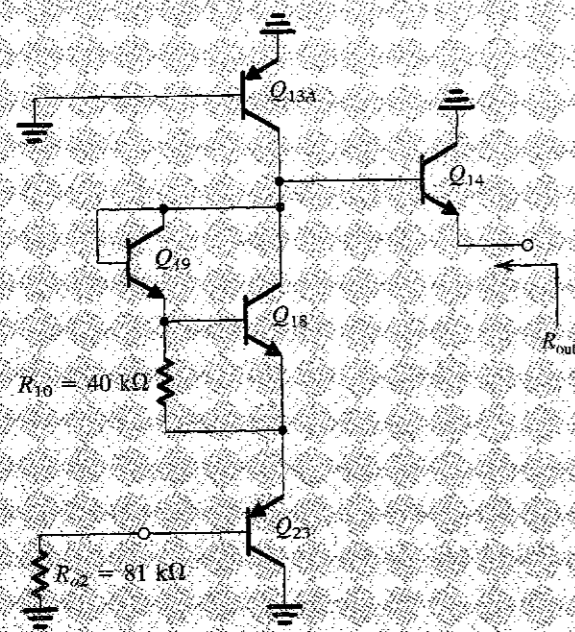 Q13A
Q14
Q19
Q18
Rout
R10 = 40 kΩ
Q23
Ro2 = 81 kΩ